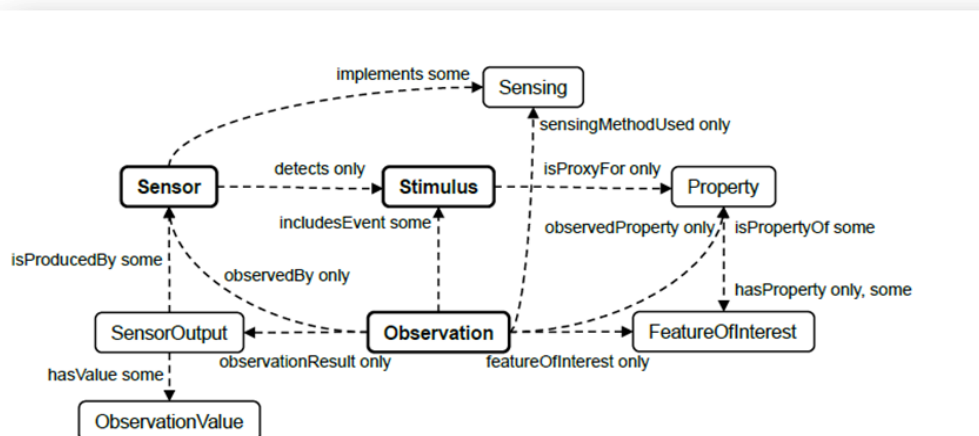 implements some
Sensing
sensingMethodUsed only
detects only
isProxyFor only
Sensor
Stimulus
Property
includesEvent some
observedProperty only
isPropertyOf some
isProducedBy some
observedBy only
hasProperty only, some
SensorOutput
Observation
FeatureOfInterest
observationResult only
featureOfInterest only
hasValue some
ObservationValue